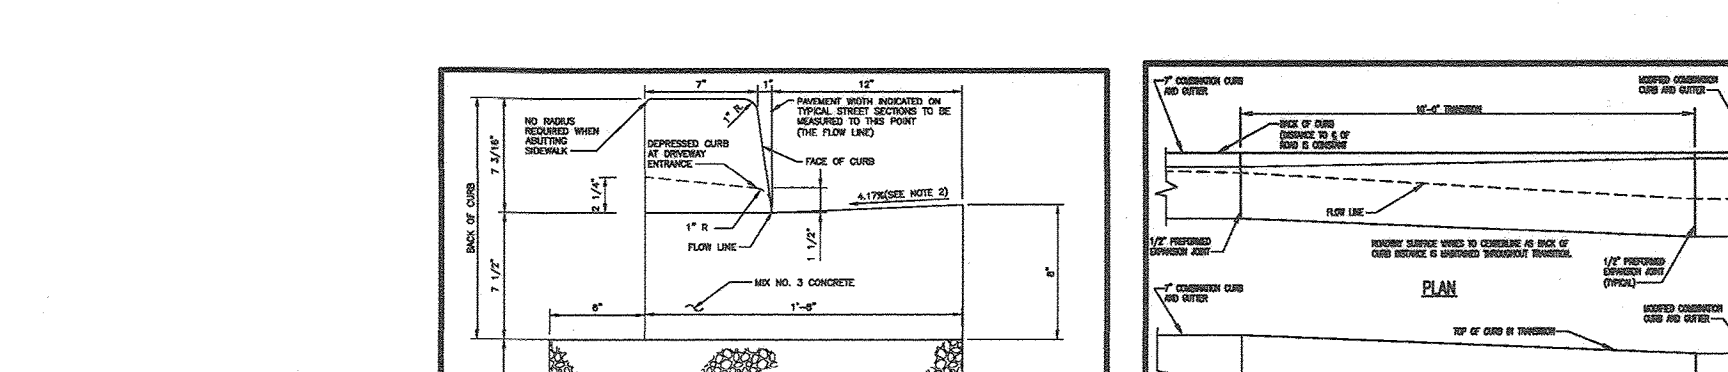 7" 1" 12"
1" R
PAVEMENT WIDTH INDICATED ON
TYPICAL STREET SECTIONS TO BE
MEASURED TO THIS POINT
(THE FLOW LINE)
NO RADIUS
REQUIRED WHEN
ABUTTING
SIDEWALK
DEPRESSED CURB
AT DRIVEWAY
ENTRANCE
FACE OF CURB
7 3/16"
2 1/4"
4.17%(SEE NOTE 2)
BACK OF CURB
1" R
FLOW LINE
1 1/2"
7 1/2"
8"
MIX NO. 3 CONCRETE
6"
1'-8"
7" COMBINATION CURB
AND GUTTER
MODIFIED COMBINATION
CURB AND GUTTER
10'-0" TRANSITION
BACK OF CURB
(DISTANCE TO ℄ OF
ROAD IS CONSTANT
FLOW LINE
1/2" PREFORMED
EXPANSION JOINT
ROADWAY SURFACE VARIES TO CENTERLINE AS BACK OF
CURB DISTANCE IS MAINTAINED THROUGHOUT TRANSITION.
1/2" PREFORMED
EXPANSION JOINT
(TYPICAL)
PLAN
7" COMBINATION CURB
AND GUTTER
MODIFIED COMBINATION
CURB AND GUTTER
TOP OF CURB IN TRANSITION